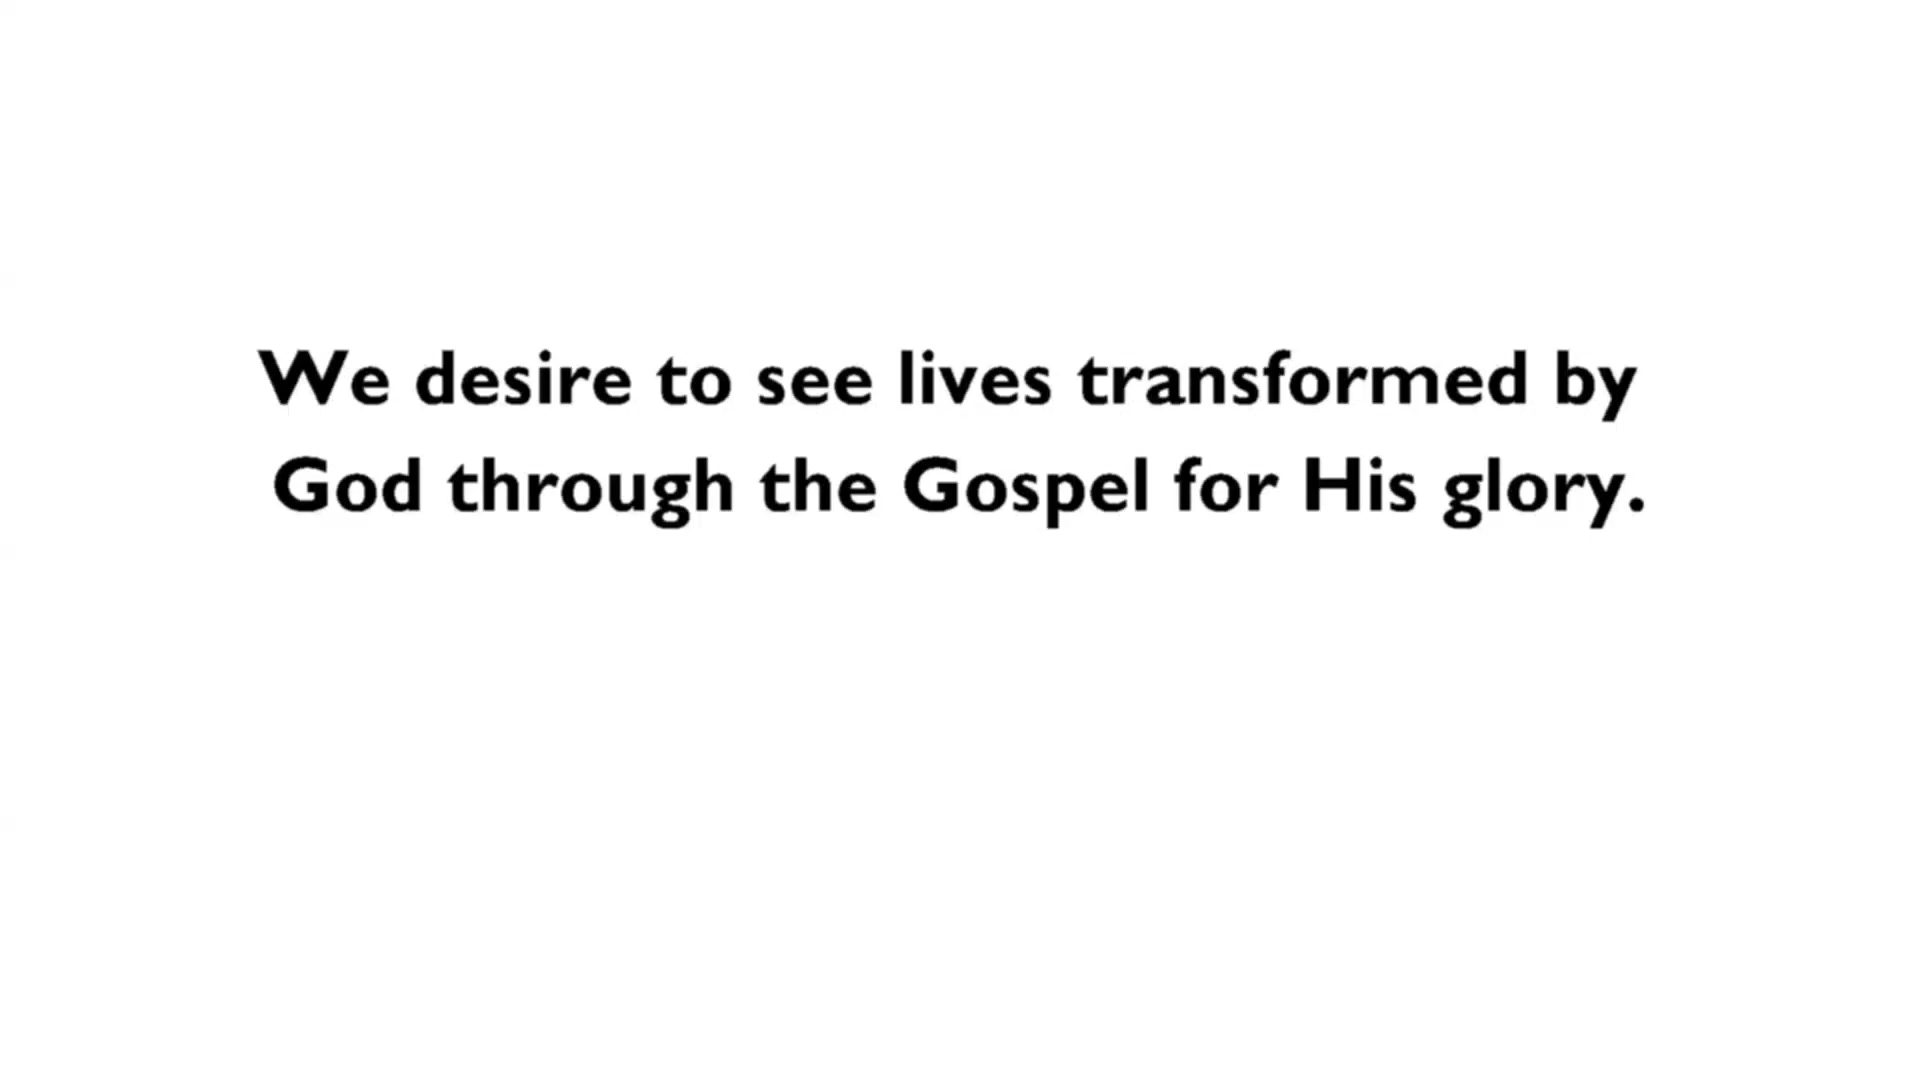 We desire to see lives transformed by
God through the Gospel for His glory.